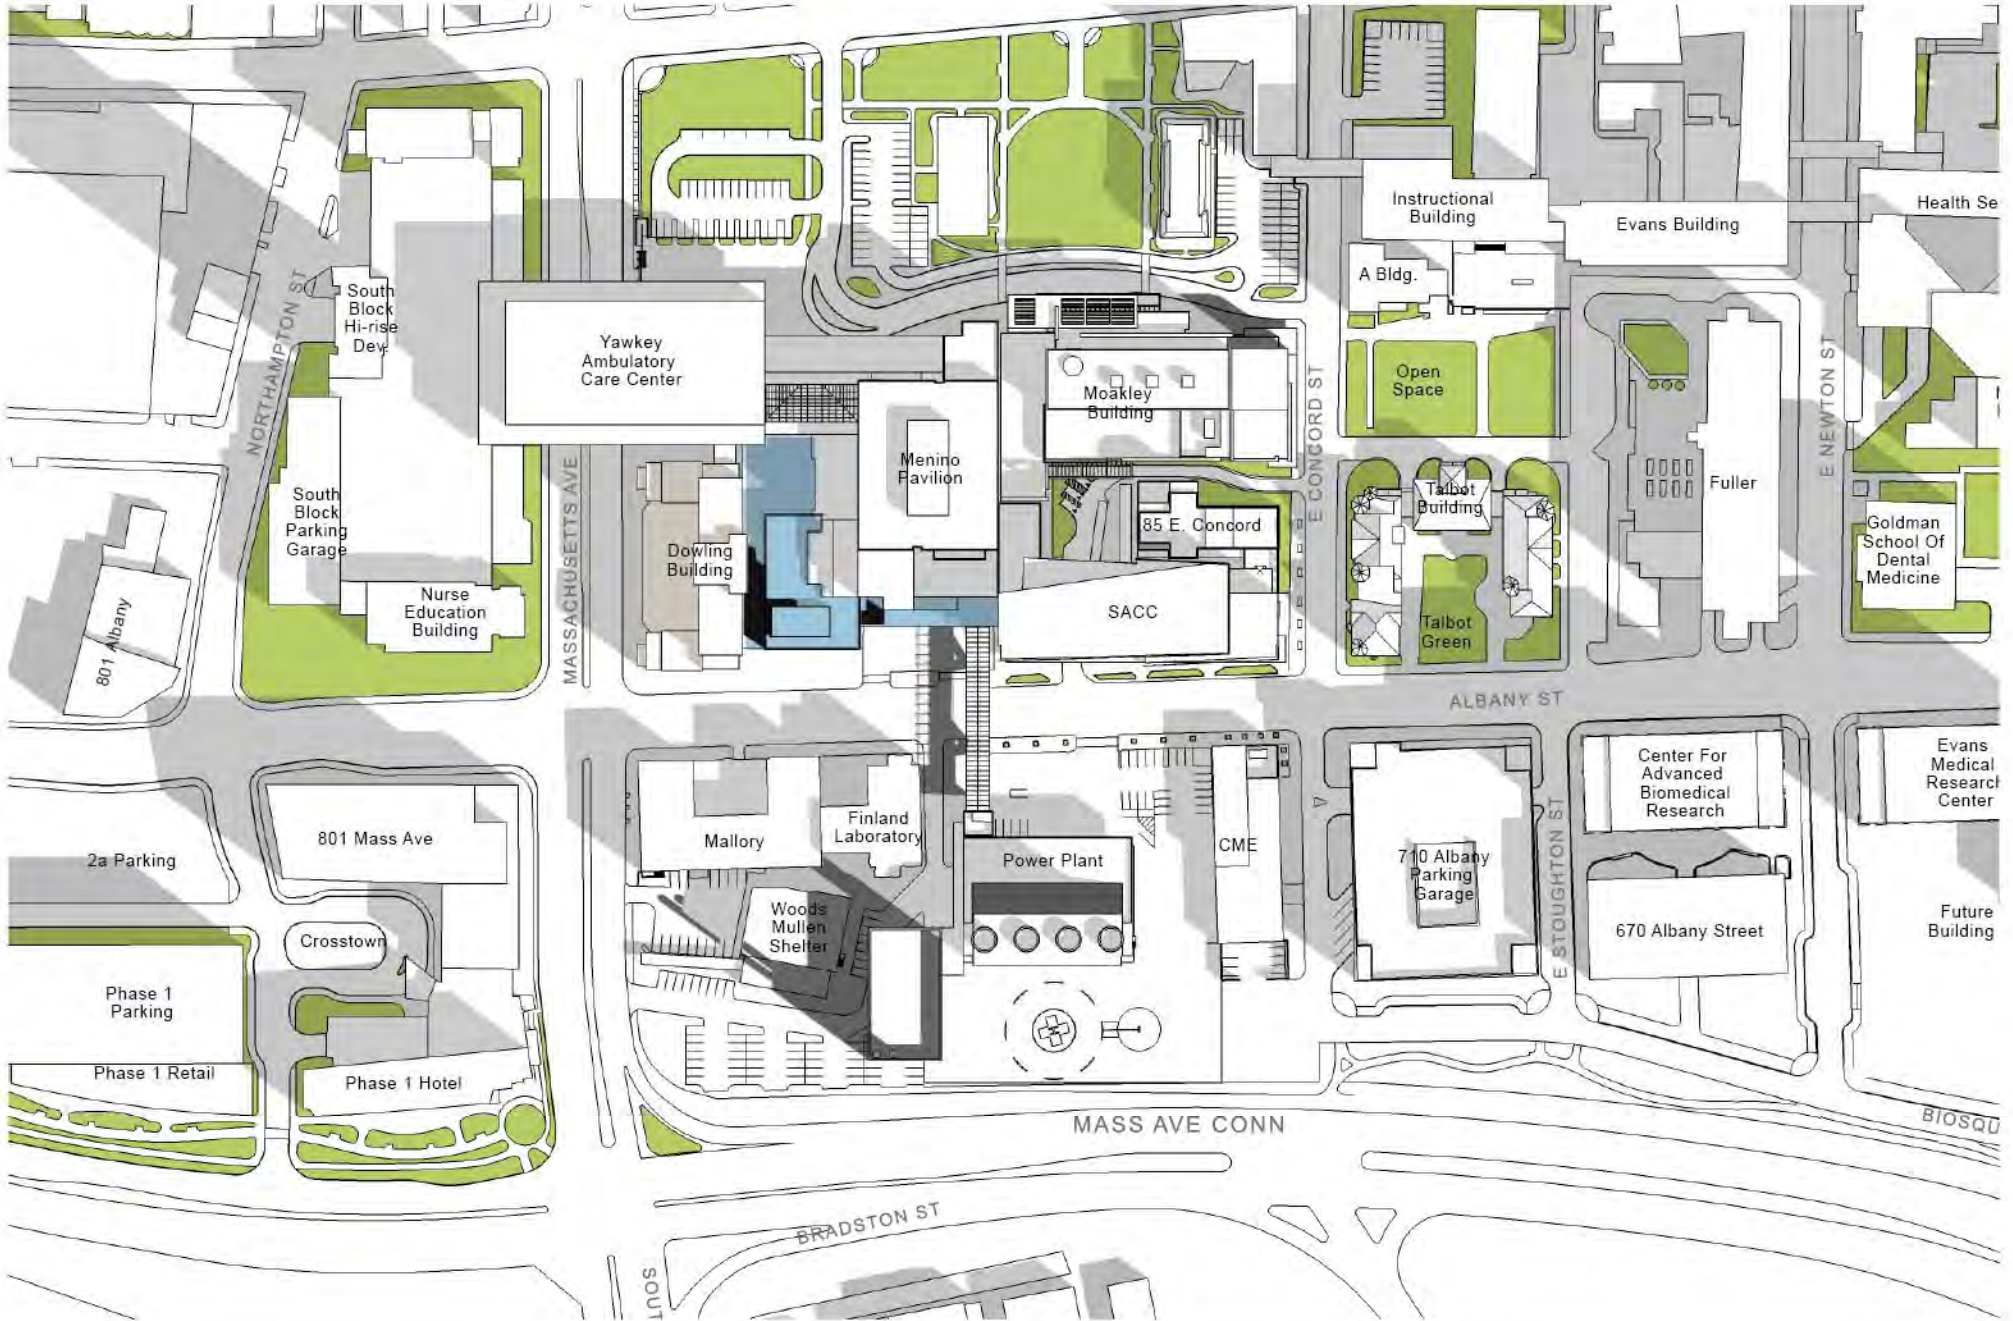 Instructional
Building
Evans Building
Health Se
A Bldg.
South
Block
Hi-rise
Dev.
NORTHAMPTON ST
Yawkey
Ambulatory
Care Center
Moakley
Building
E CONCORD ST
Open
Space
E NEWTON ST
Menino
Pavilion
MASSACHUSETTS AVE
South
Block
Parking
Garage
Talbot
Building
Fuller
85 E. Concord
Goldman
School Of
Dental
Medicine
Dowling
Building
Nurse
Education
Building
SACC
Talbot
Green
801 Albany
ALBANY ST
Center For
Advanced
Biomedical
Research
Evans
Medical
Research
Center
801 Mass Ave
Mallory
Finland
Laboratory
Power Plant
CME
710 Albany
Parking
Garage
E STOUGHTON ST
2a Parking
Woods
Mullen
Shelter
Crosstown
670 Albany Street
Future
Building
Phase 1
Parking
Phase 1 Retail
Phase 1 Hotel
MASS AVE CONN
BIOSQU
BRADSTON ST
SOUT